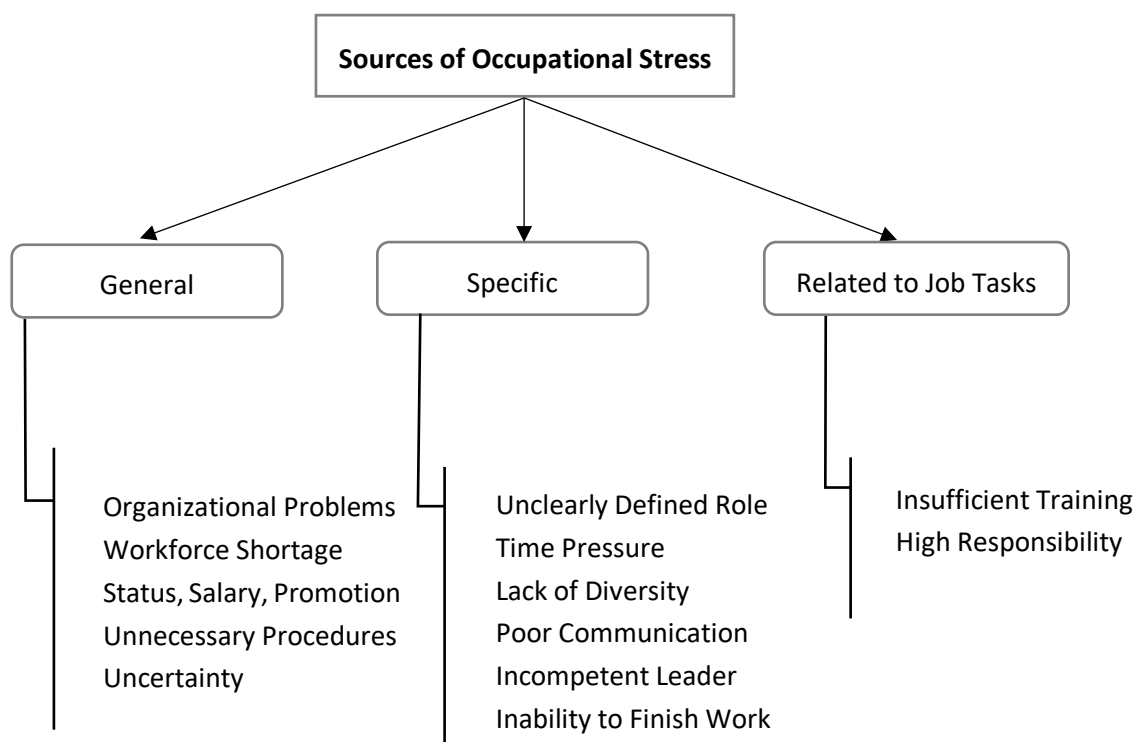 Sources of Occupational Stress
General
Specific
Related to Job Tasks
Organizational Problems
Workforce Shortage
Status, Salary, Promotion
Unnecessary Procedures
Uncertainty
Unclearly Defined Role
Time Pressure
Lack of Diversity
Poor Communication
Incompetent Leader
Inability to Finish Work
Insufficient Training
High Responsibility